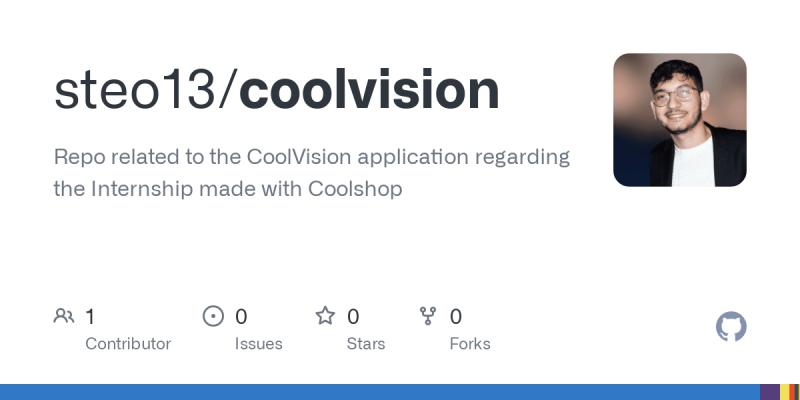 steo13/coolvision
Repo related to the CoolVision application regarding
the Internship made with Coolshop
1
Contributor
0
Issues
0
Stars
0
Forks